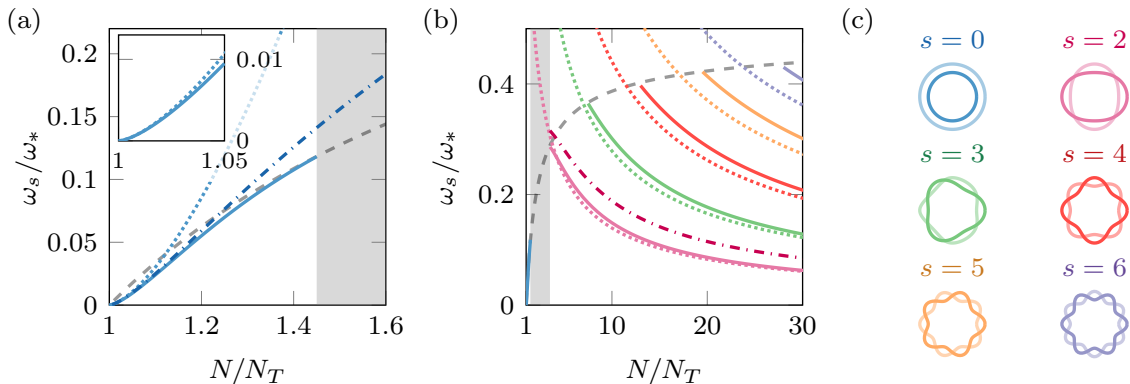 (a)
0.2
0.15
0.1
0.05
0
ω_s/ω_*
1
1.2
1.4
1.6
N/N_T
0.01
0
1
1.05
(b)
0.4
0.2
0
ω_s/ω_*
1
10
20
30
N/N_T
(c)
s = 0 s = 2
s = 3 s = 4
s = 5 s = 6